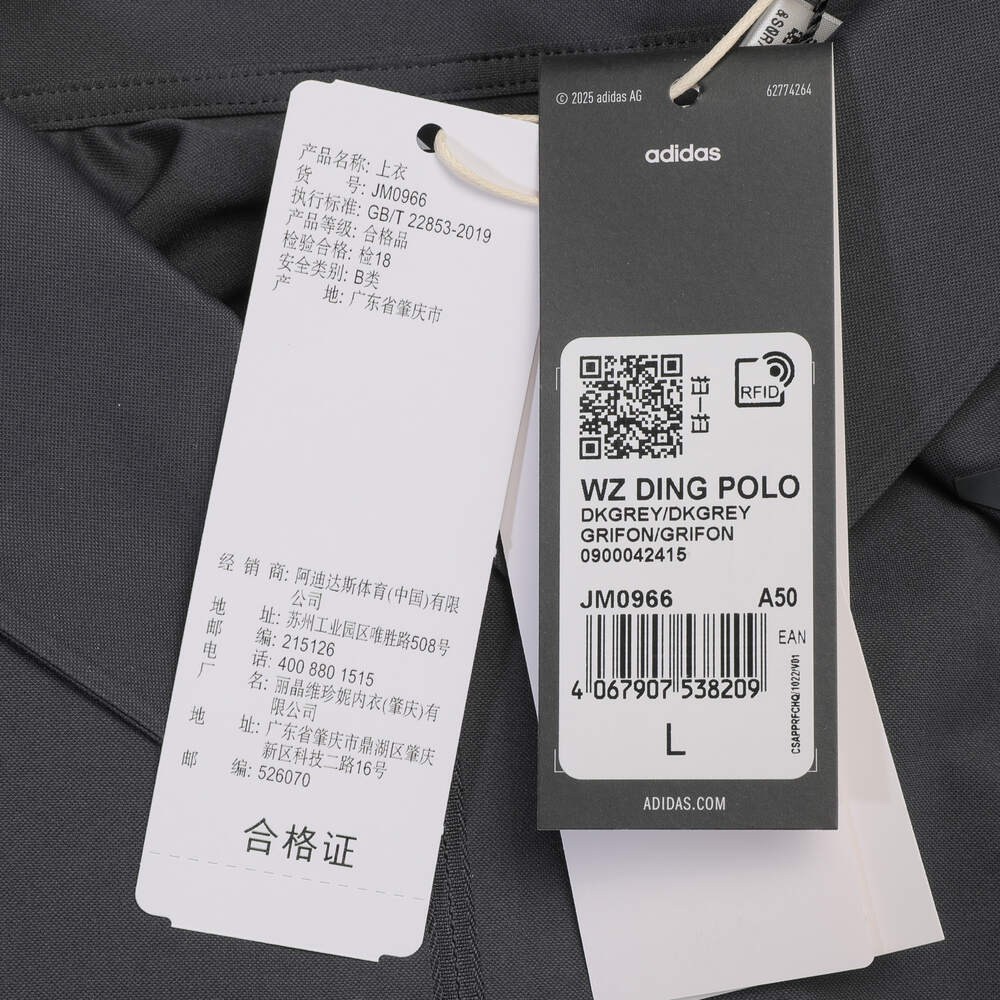 产品名称: 上衣
货 号: JM0966
执行标准: GB/T 22853-2019
产品等级: 合格品
检验合格: 检18
安全类别: B类
产 地: 广东省肇庆市
经 销 商: 阿迪达斯体育(中国)有限
公司
地 址: 苏州工业园区唯胜路508号
邮 编: 215126
电 话: 400 880 1515
厂 名: 丽晶维珍妮内衣(肇庆)有
限公司
地 址: 广东省肇庆市鼎湖区肇庆
新区科技二路16号
邮 编: 526070
合格证
© 2025 adidas AG
62774264
adidas
扫一扫
RFID
WZ DING POLO
DKGREY/DKGREY
GRIFON/GRIFON
0900042415
JM0966 A50
EAN
4 067907 538209
CSAPPRFCHQ/1022/V01
L
ADIDAS.COM